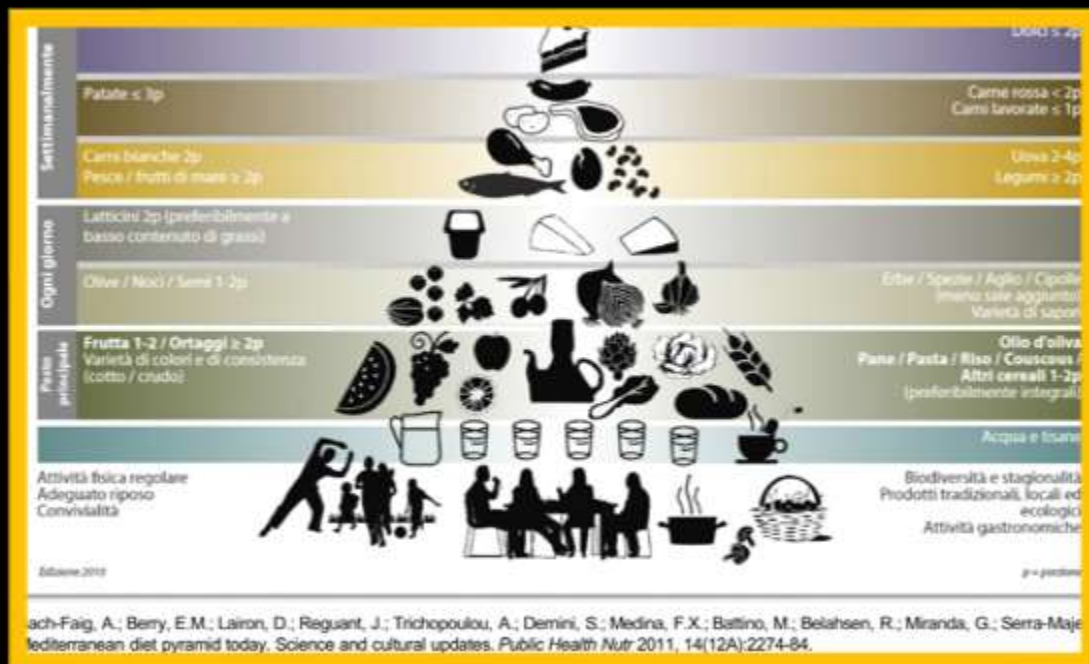 Settimanalmente
Dolci ≤ 2p
Patate ≤ 3p
Carne rossa < 2p
Carni lavorate ≤ 1p
Carni bianche 2p
Pesce / frutti di mare ≥ 2p
Uova 2-4p
Legumi ≥ 2p
Ogni giorno
Latticini 2p (preferibilmente a
basso contenuto di grassi)
Olive / Noci / Semi 1-2p
Erbe / Spezie / Aglio / Cipolle
(meno sale aggiunto)
Varietà di sapori
Pasto
principale
Frutta 1-2 / Ortaggi ≥ 2p
Varietà di colori e di consistenza
(cotto / crudo)
Olio d'oliva
Pane / Pasta / Riso / Couscous /
Altri cereali 1-2p
(preferibilmente integrali)
Acqua e tisane
Attività fisica regolare
Adeguato riposo
Convivialità
Biodiversità e stagionalità
Prodotti tradizionali, locali ed
ecologici
Attività gastronomiche
Edizione 2010
p = porzione
ach-Faig, A.; Berry, E.M.; Lairon, D.; Reguant, J.; Trichopoulou, A.; Dernini, S.; Medina, F.X.; Battino, M.; Belahsen, R.; Miranda, G.; Serra-Maje
Mediterranean diet pyramid today. Science and cultural updates. Public Health Nutr 2011, 14(12A):2274-84.